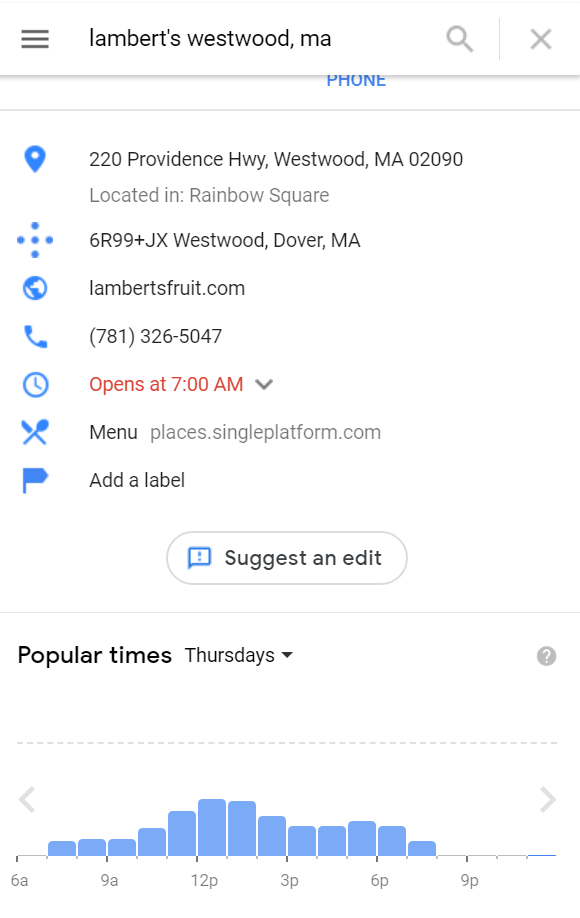 lambert's westwood, ma
PHONE
220 Providence Hwy, Westwood, MA 02090
Located in: Rainbow Square
6R99+JX Westwood, Dover, MA
lambertsfruit.com
(781) 326-5047
Opens at 7:00 AM
Menu places.singleplatform.com
Add a label
Suggest an edit
Popular times Thursdays
6a 9a 12p 3p 6p 9p